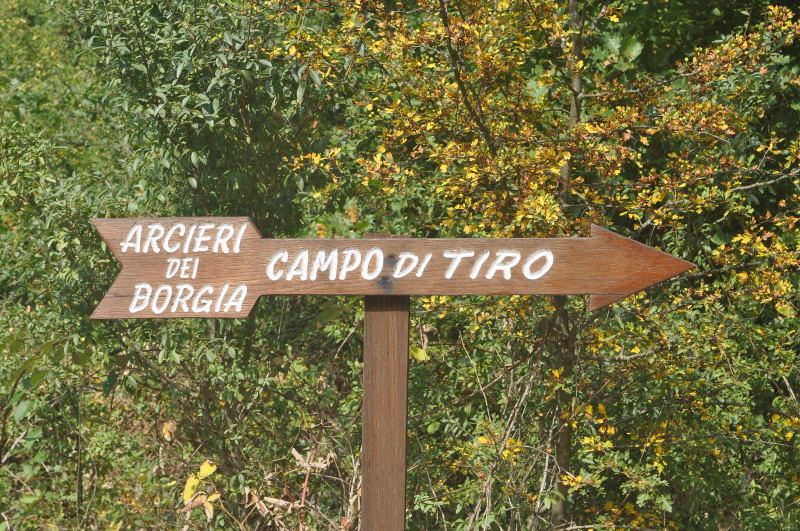 ARCIERI
DEI
BORGIA
CAMPO DI TIRO